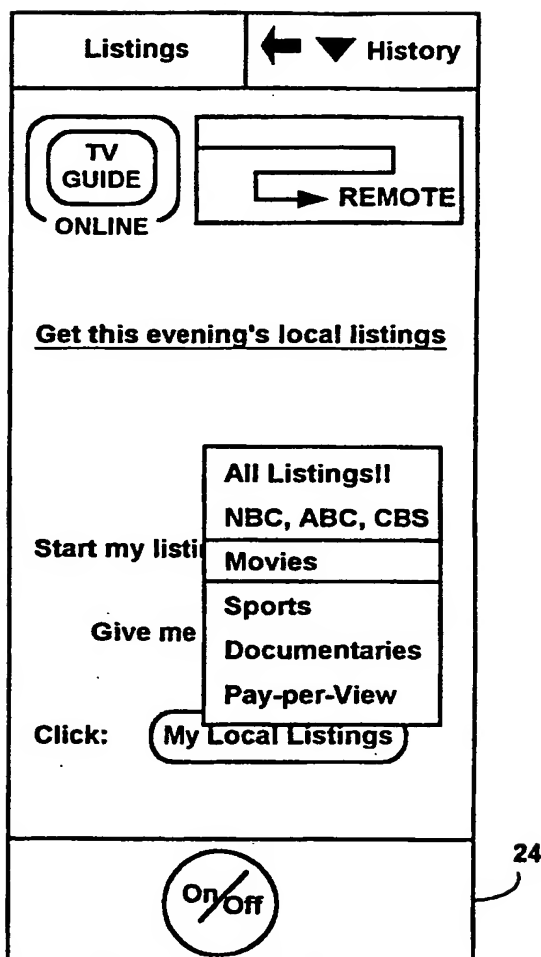 Listings
History
TV
GUIDE
ONLINE
REMOTE
Get this evening's local listings
All Listings!!
NBC, ABC, CBS
Start my listi
Movies
Sports
Give me
Documentaries
Pay-per-View
Click: My Local Listings
On/Off
24